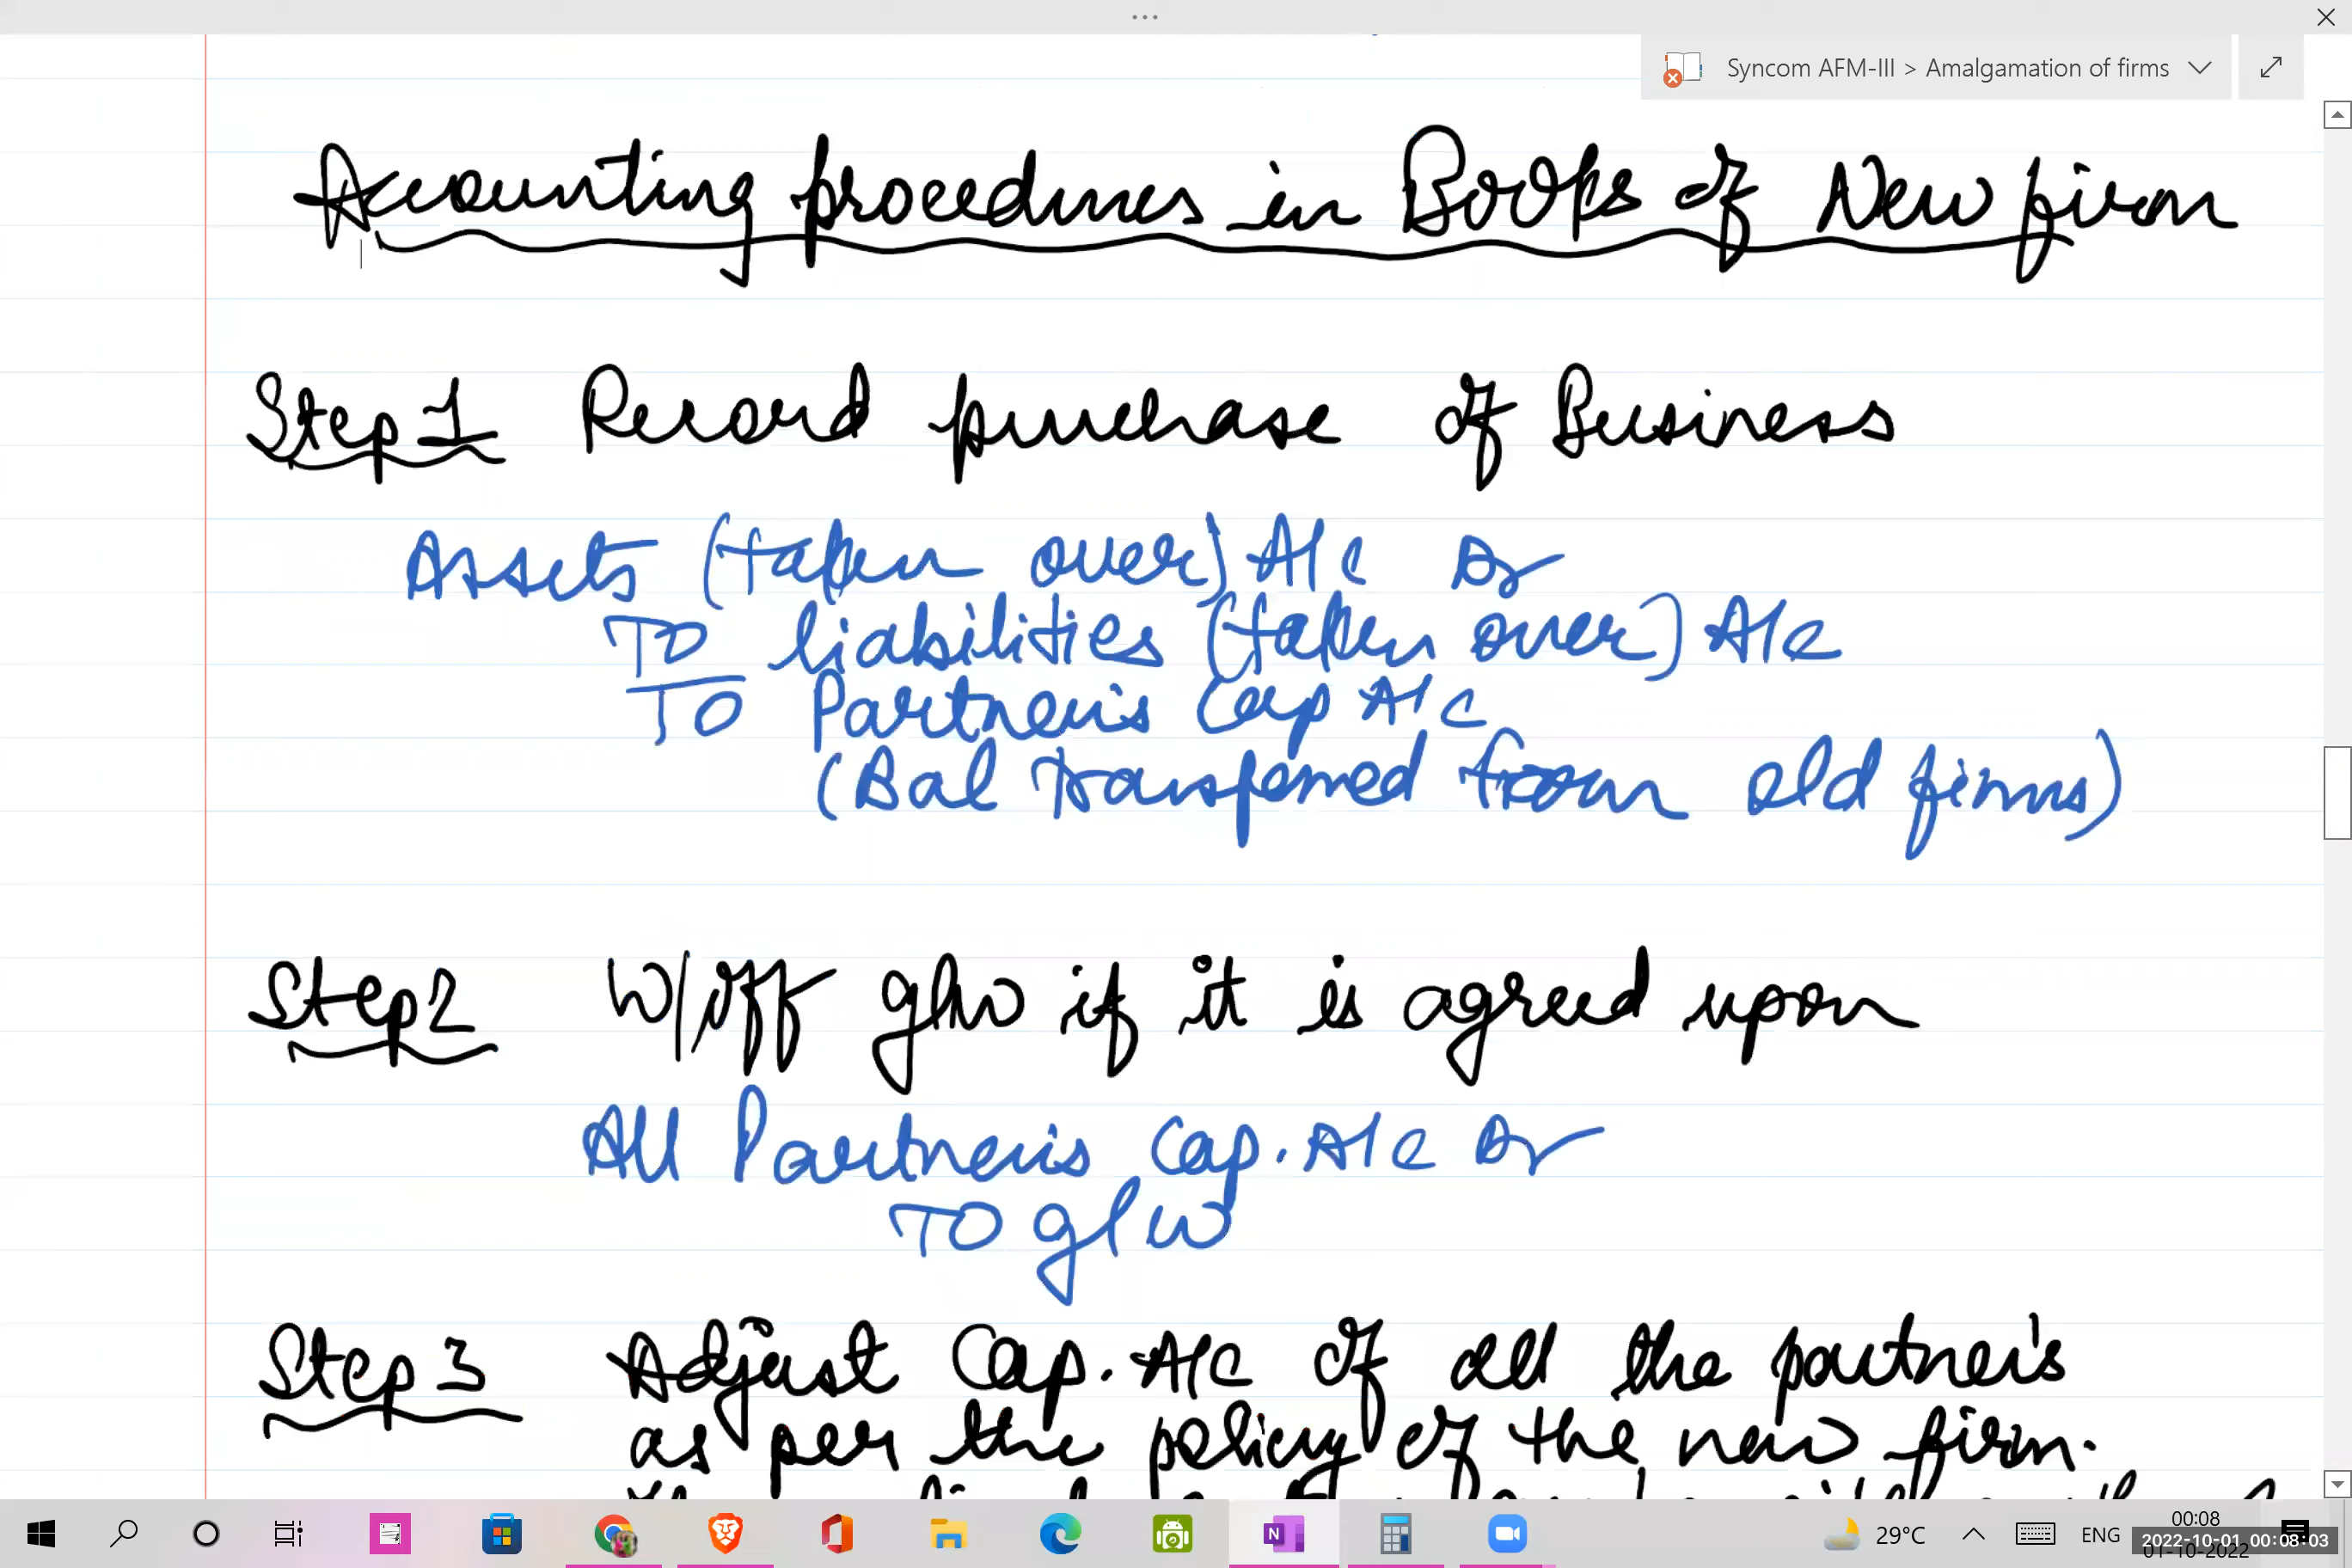 Syncom AFM-III > Amalgamation of firms
Accounting procedures in Books of New firm
Step 1 Record purchase of Business
Assets (taken over) A/c Dr
To liabilities (taken over) A/c
To Partner's Cap A/c
(Bal transferred from old firms)
Step 2 W/off g/w if it is agreed upon
All Partner's Cap. A/c Dr
To g/w
Step 3 Adjust Cap. A/c of all the partner's
as per the policy of the new firm.
29°C ENG 00:08
2022-10-01 00:08:03
01-10-2022